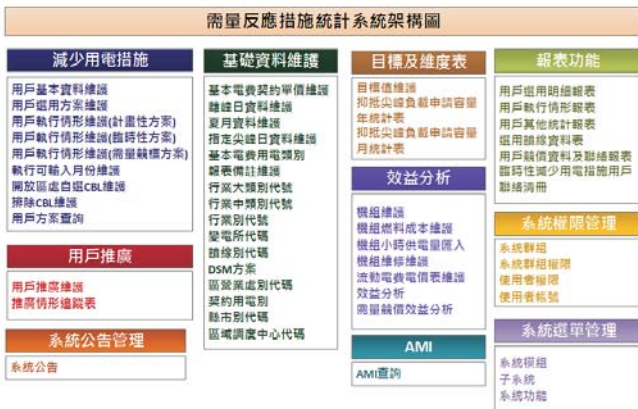 需量反應措施統計系統架構圖
減少用電措施
用戶基本資料維護
用戶選用方案維護
用戶執行情形維護(計畫性方案)
用戶執行情形維護(臨時性方案)
用戶執行情形維護(需量競標方案)
執行可輸入月份維護
開放區處自選CBL維護
排除CBL維護
用戶方案查詢
用戶推廣
用戶推廣維護
推廣情形追蹤表
系統公告管理
系統公告
基礎資料維護
基本電費契約單價維護
離峰日資料維護
夏月資料維護
指定尖峰日資料維護
基本電費用電類別
報表備註維護
行業大類別代號
行業中類別代號
行業別代號
變電所代碼
饋線別代碼
DSM方案
區營業處別代碼
契約用電別
縣市別代碼
區域調度中心代碼
目標及維度表
目標值維護
抑低尖峰負載申請容量
年統計表
抑低尖峰負載申請容量
月統計表
效益分析
機組維護
機組燃料成本維護
機組小時供電量匯入
機組維修維護
流動電費電價表維護
效益分析
需量競價效益分析
AMI
AMI查詢
報表功能
用戶選用明細報表
用戶執行情形報表
用戶其他統計報表
選用饋線資料表
用戶競價資料及聯絡報表
臨時性減少用電措施用戶
聯絡清冊
系統權限管理
系統群組
系統群組權限
使用者權限
使用者帳號
系統選單管理
系統模組
子系統
系統功能